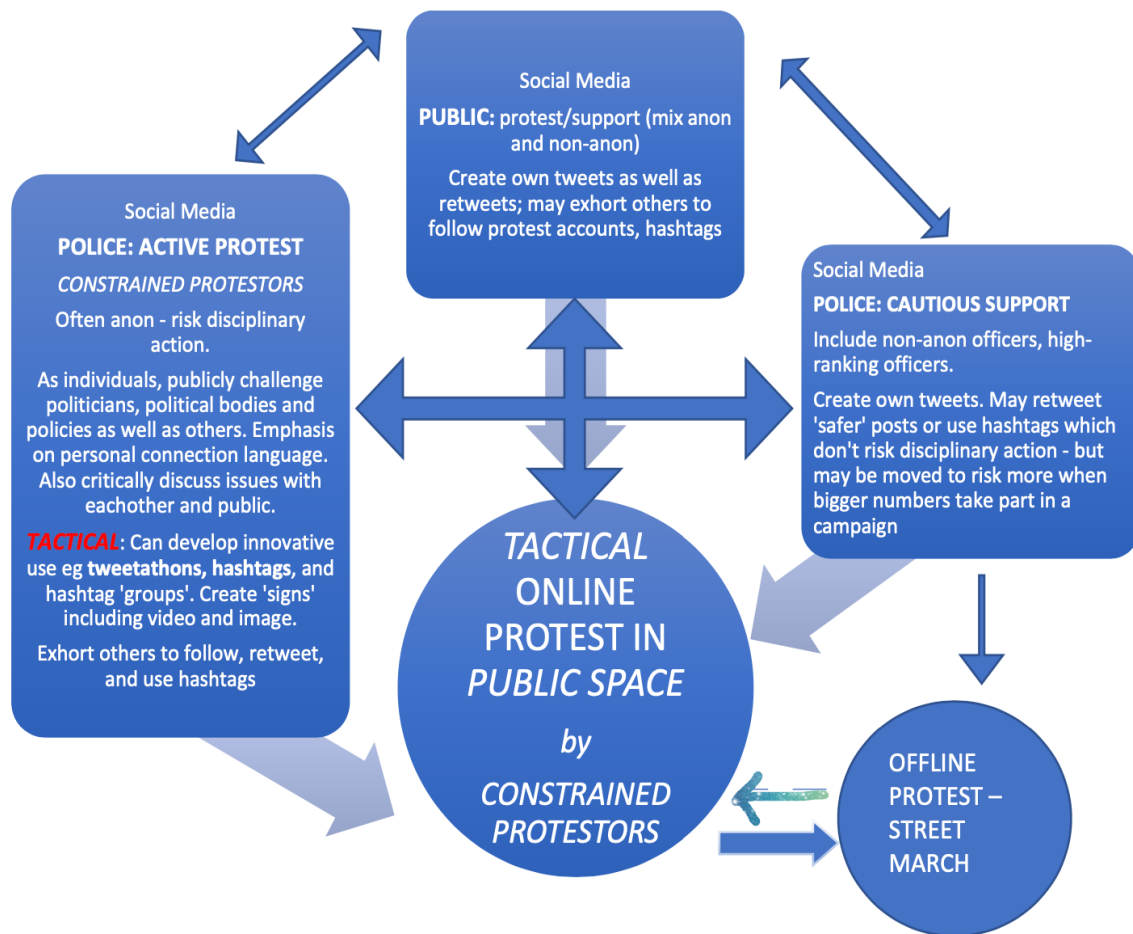 Social Media
PUBLIC: protest/support (mix anon
and non-anon)
Create own tweets as well as
retweets; may exhort others to
follow protest accounts, hashtags
Social Media
POLICE: ACTIVE PROTEST
CONSTRAINED PROTESTORS
Often anon - risk disciplinary
action.
As individuals, publicly challenge
politicians, political bodies and
policies as well as others. Emphasis
on personal connection language.
Also critically discuss issues with
eachother and public.
TACTICAL: Can develop innovative
use eg tweetathons, hashtags, and
hashtag 'groups'. Create 'signs'
including video and image.
Exhort others to follow, retweet,
and use hashtags
Social Media
POLICE: CAUTIOUS SUPPORT
Include non-anon officers, high-
ranking officers.
Create own tweets. May retweet
'safer' posts or use hashtags which
don't risk disciplinary action - but
may be moved to risk more when
bigger numbers take part in a
campaign
TACTICAL
ONLINE
PROTEST IN
PUBLIC SPACE
by
CONSTRAINED
PROTESTORS
OFFLINE
PROTEST –
STREET
MARCH